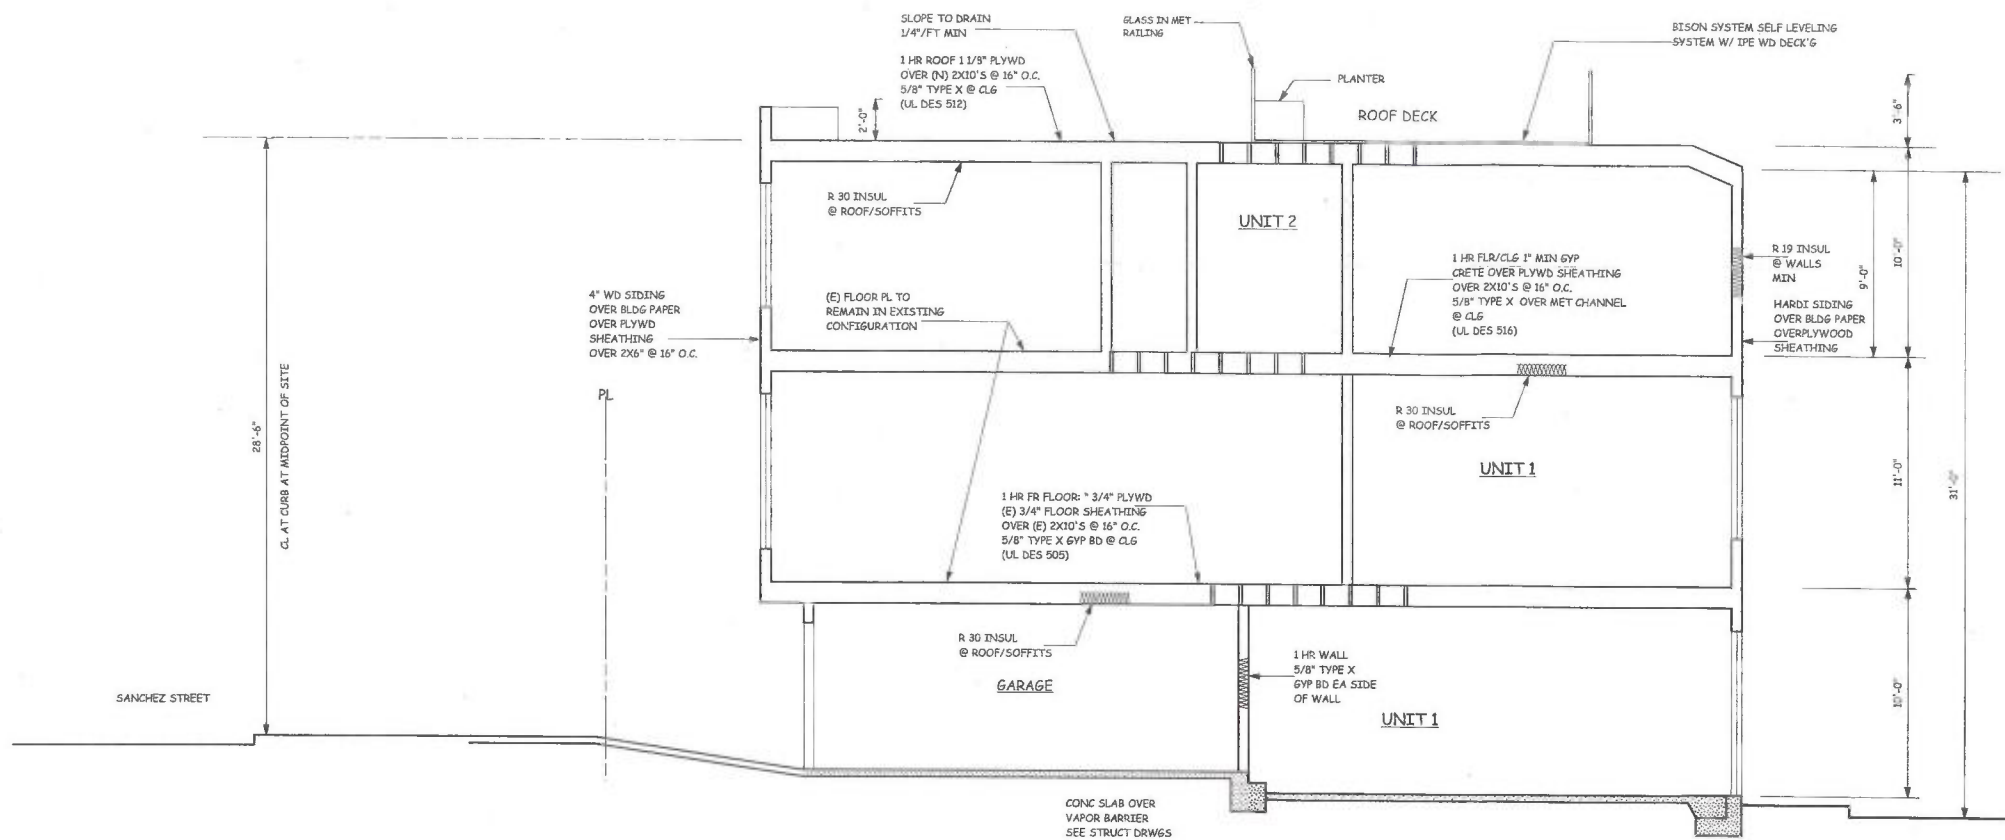 SLOPE TO DRAIN
1/4"/FT MIN
1 HR ROOF 1 1/8" PLYWD
OVER (N) 2X10'S @ 16" O.C.
5/8" TYPE X @ CLG
(UL DES 512)
2'-0"
GLASS IN MET
RAILING
PLANTER
ROOF DECK
BISON SYSTEM SELF LEVELING
SYSTEM W/ IPE WD DECK'G
3'-6"
R 30 INSUL
@ ROOF/SOFFITS
UNIT 2
1 HR FLR/CLG 1" MIN GYP
CRETE OVER PLYWD SHEATHING
OVER 2X10'S @ 16" O.C.
5/8" TYPE X OVER MET CHANNEL
@ CLG
(UL DES 516)
R 19 INSUL
@ WALLS
MIN
HARDI SIDING
OVER BLDG PAPER
OVERPLYWOOD
SHEATHING
9'-0"
10'-0"
4" WD SIDING
OVER BLDG PAPER
OVER PLYWD
SHEATHING
OVER 2X6" @ 16" O.C.
(E) FLOOR PL TO
REMAIN IN EXISTING
CONFIGURATION
PL
28'-6"
CL AT CURB AT MIDPOINT OF SITE
R 30 INSUL
@ ROOF/SOFFITS
UNIT 1
11'-0"
31'-0"
1 HR FR FLOOR: " 3/4" PLYWD
(E) 3/4" FLOOR SHEATHING
OVER (E) 2X10'S @ 16" O.C.
5/8" TYPE X GYP BD @ CLG
(UL DES 505)
R 30 INSUL
@ ROOF/SOFFITS
GARAGE
1 HR WALL
5/8" TYPE X
GYP BD EA SIDE
OF WALL
UNIT 1
10'-0"
SANCHEZ STREET
CONC SLAB OVER
VAPOR BARRIER
SEE STRUCT DRWGS